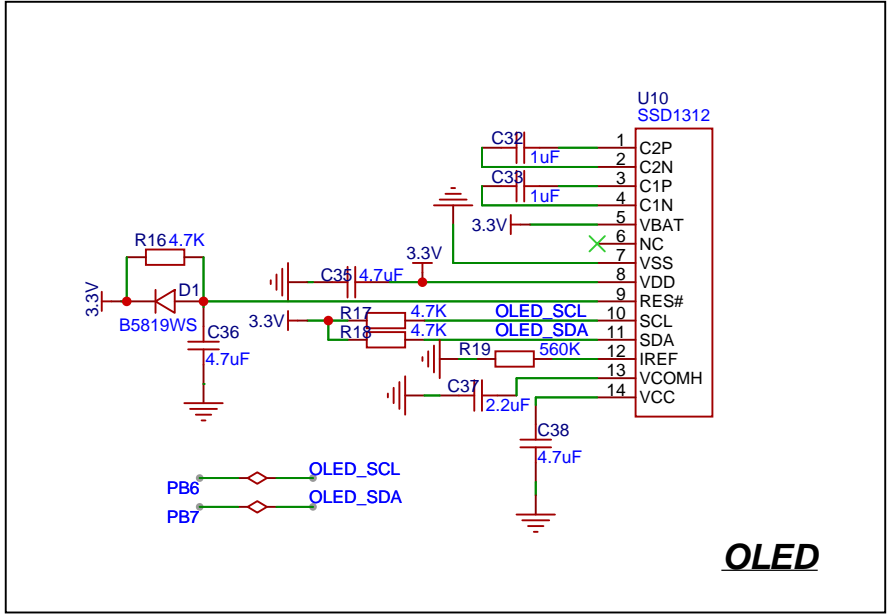 U10
SSD1312
C32
1uF
1 C2P
2 C2N
C33
1uF
3 C1P
4 C1N
3.3V
5 VBAT
6 NC
7 VSS
R16 4.7K
3.3V
C35 4.7uF
8 VDD
3.3V
D1
B5819WS
9 RES#
C36
4.7uF
3.3V
R17 4.7K OLED_SCL
10 SCL
R18 4.7K OLED_SDA
11 SDA
R19 560K
12 IREF
C37
2.2uF
13 VCOMH
14 VCC
C38
4.7uF
PB6 OLED_SCL
PB7 OLED_SDA
OLED